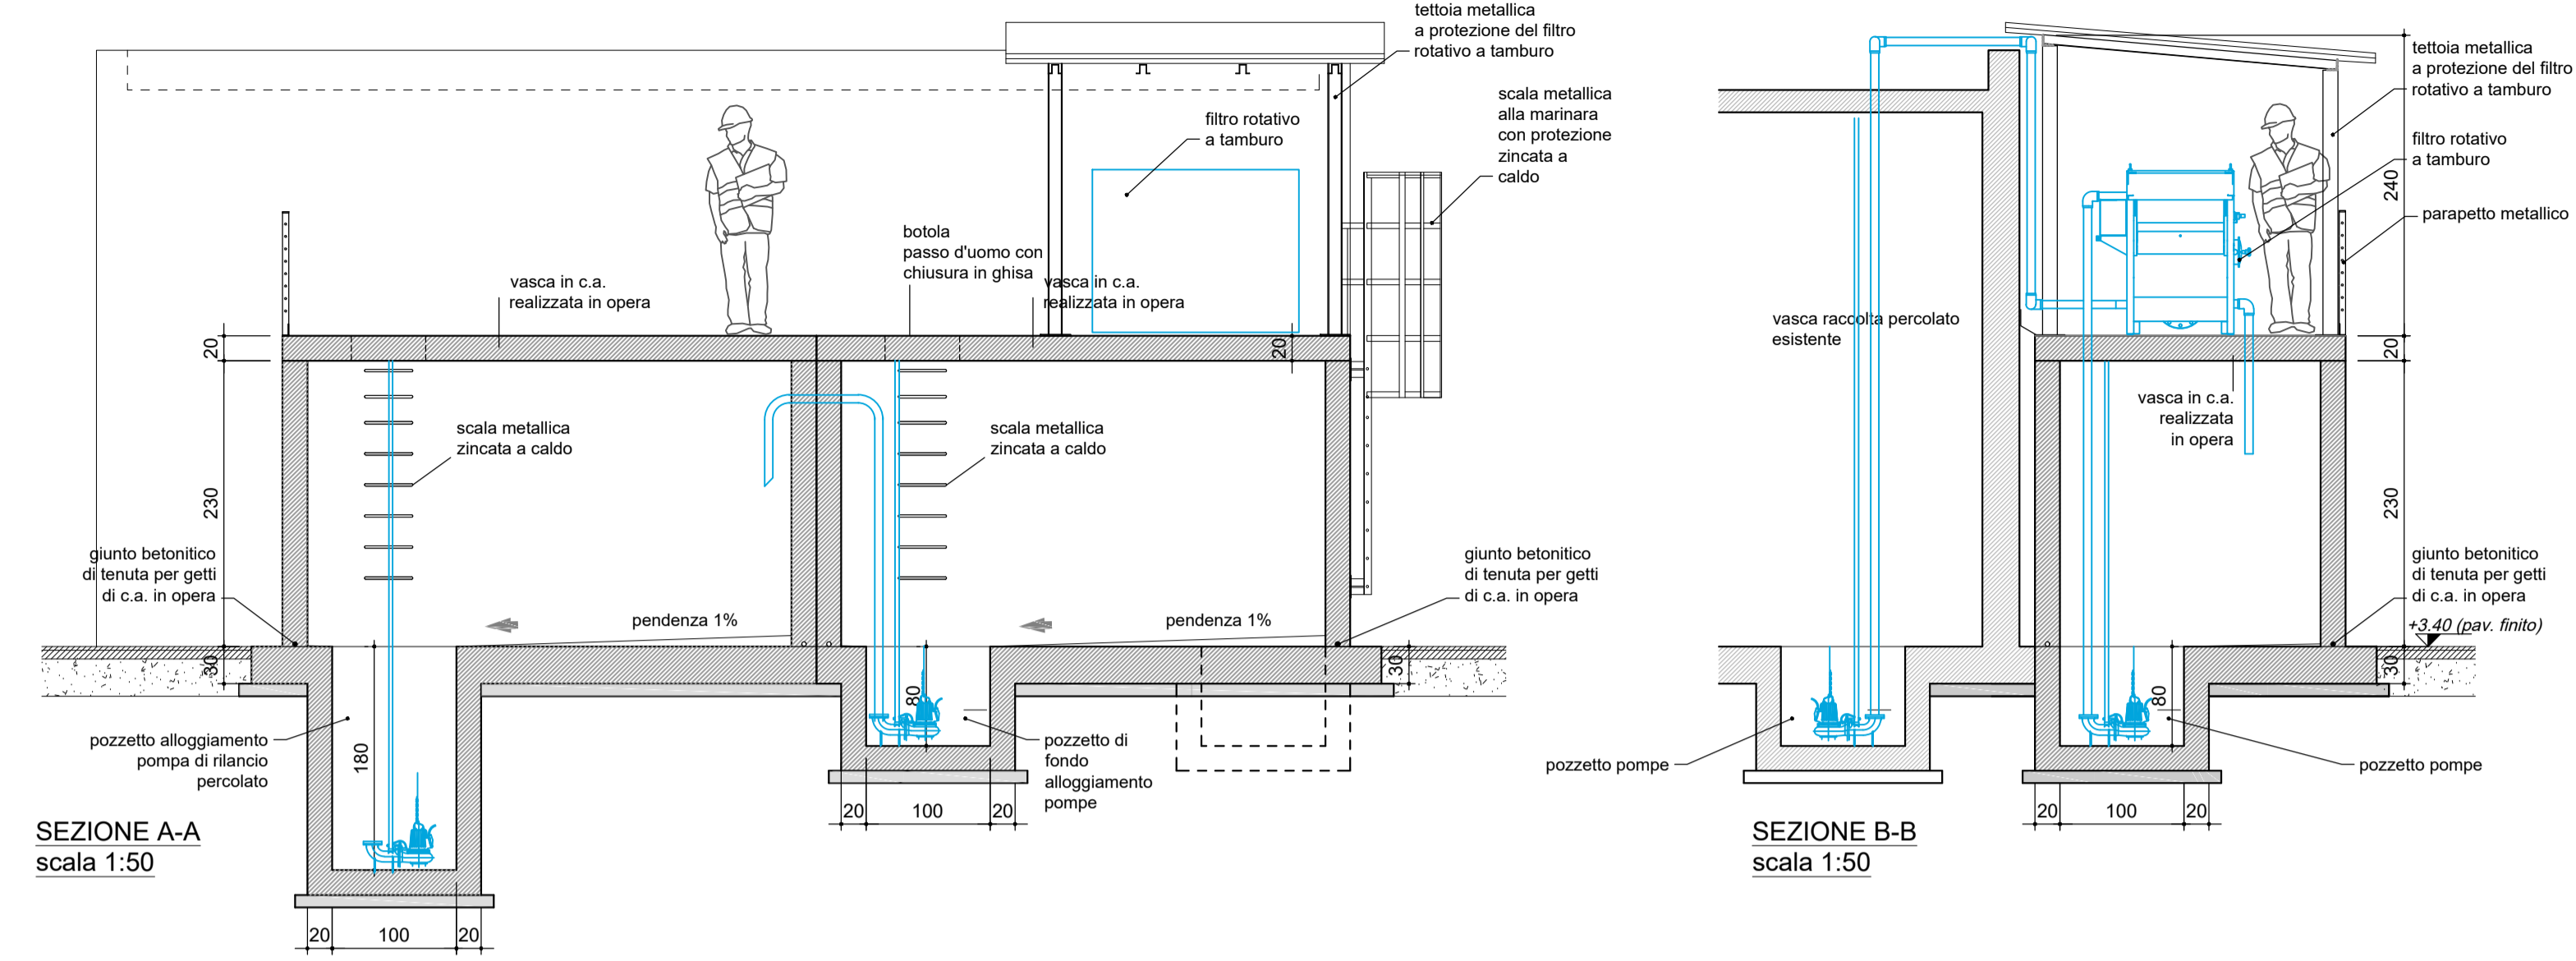 tettoia metallica
a protezione del filtro
rotativo a tamburo
scala metallica
alla marinara
con protezione
zincata a
caldo
filtro rotativo
a tamburo
botola
passo d'uomo con
chiusura in ghisa
vasca in c.a.
realizzata in opera
vasca in c.a.
realizzata in opera
20
20
230
scala metallica
zincata a caldo
scala metallica
zincata a caldo
giunto betonitico
di tenuta per getti
di c.a. in opera
pendenza 1%
pendenza 1%
giunto betonitico
di tenuta per getti
di c.a. in opera
30
30
80
180
pozzetto alloggiamento
pompa di rilancio
percolato
pozzetto di
fondo
alloggiamento
pompe
20 100 20
20 100 20
SEZIONE A-A
scala 1:50
tettoia metallica
a protezione del filtro
rotativo a tamburo
filtro rotativo
a tamburo
240
parapetto metallico
vasca raccolta percolato
esistente
20
vasca in c.a.
realizzata
in opera
230
giunto betonitico
di tenuta per getti
di c.a. in opera
+3.40 (pav. finito)
30
80
pozzetto pompe
pozzetto pompe
20 100 20
SEZIONE B-B
scala 1:50